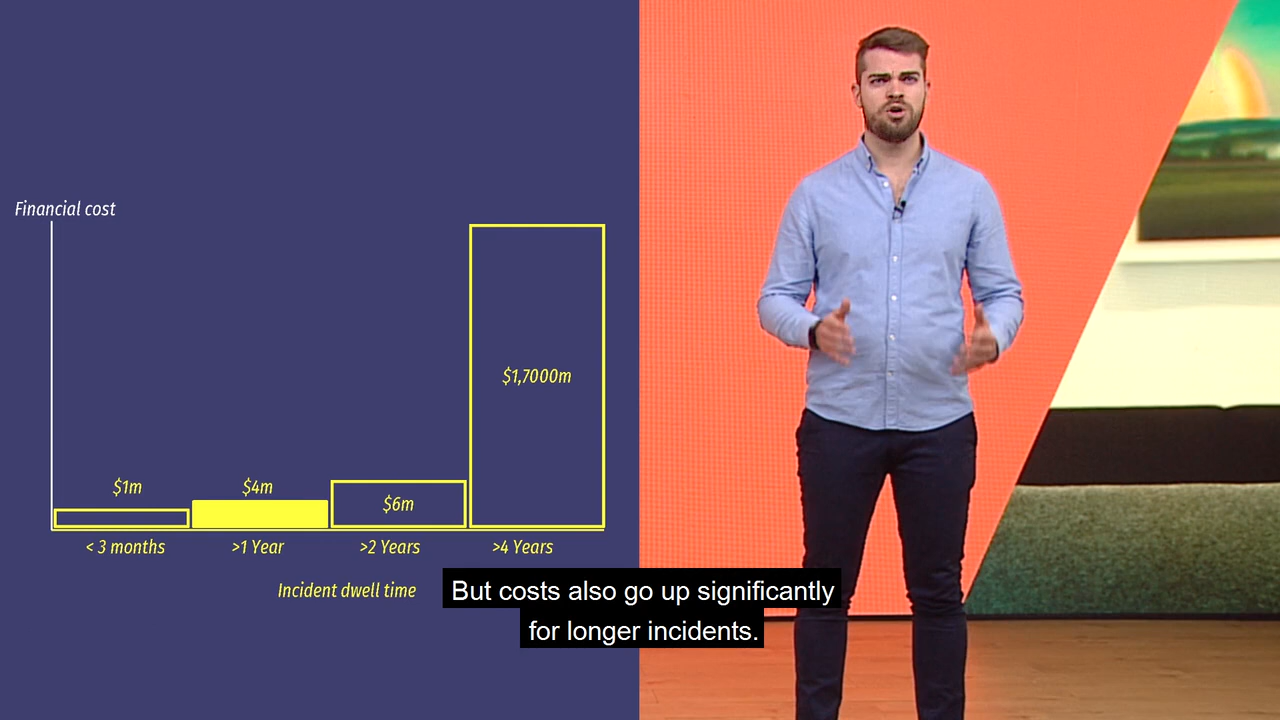 Financial cost
$1m
$4m
$6m
$1,7000m
< 3 months
>1 Year
>2 Years
>4 Years
Incident dwell time
But costs also go up significantly
for longer incidents.